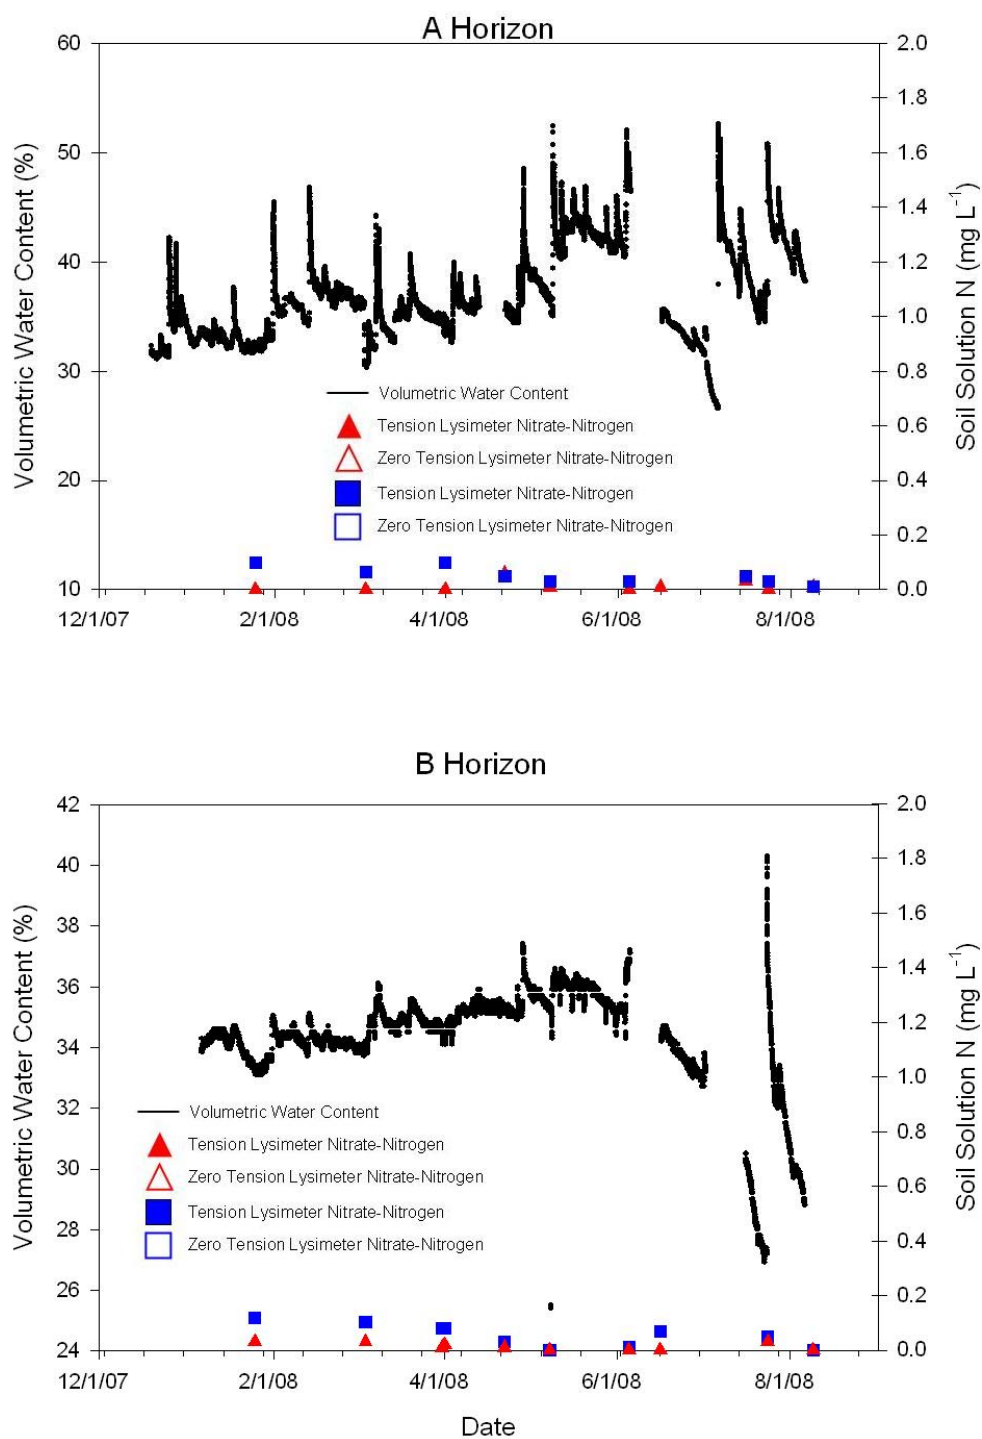 A Horizon
60
50
40
30
20
10
Volumetric Water Content (%)
2.0
1.8
1.6
1.4
1.2
1.0
0.8
0.6
0.4
0.2
0.0
Soil Solution N (mg L⁻¹)
Volumetric Water Content
Tension Lysimeter Nitrate-Nitrogen
Zero Tension Lysimeter Nitrate-Nitrogen
Tension Lysimeter Nitrate-Nitrogen
Zero Tension Lysimeter Nitrate-Nitrogen
12/1/07 2/1/08 4/1/08 6/1/08 8/1/08
B Horizon
42
40
38
36
34
32
30
28
26
24
Volumetric Water Content (%)
2.0
1.8
1.6
1.4
1.2
1.0
0.8
0.6
0.4
0.2
0.0
Soil Solution N (mg L⁻¹)
Volumetric Water Content
Tension Lysimeter Nitrate-Nitrogen
Zero Tension Lysimeter Nitrate-Nitrogen
Tension Lysimeter Nitrate-Nitrogen
Zero Tension Lysimeter Nitrate-Nitrogen
12/1/07 2/1/08 4/1/08 6/1/08 8/1/08
Date